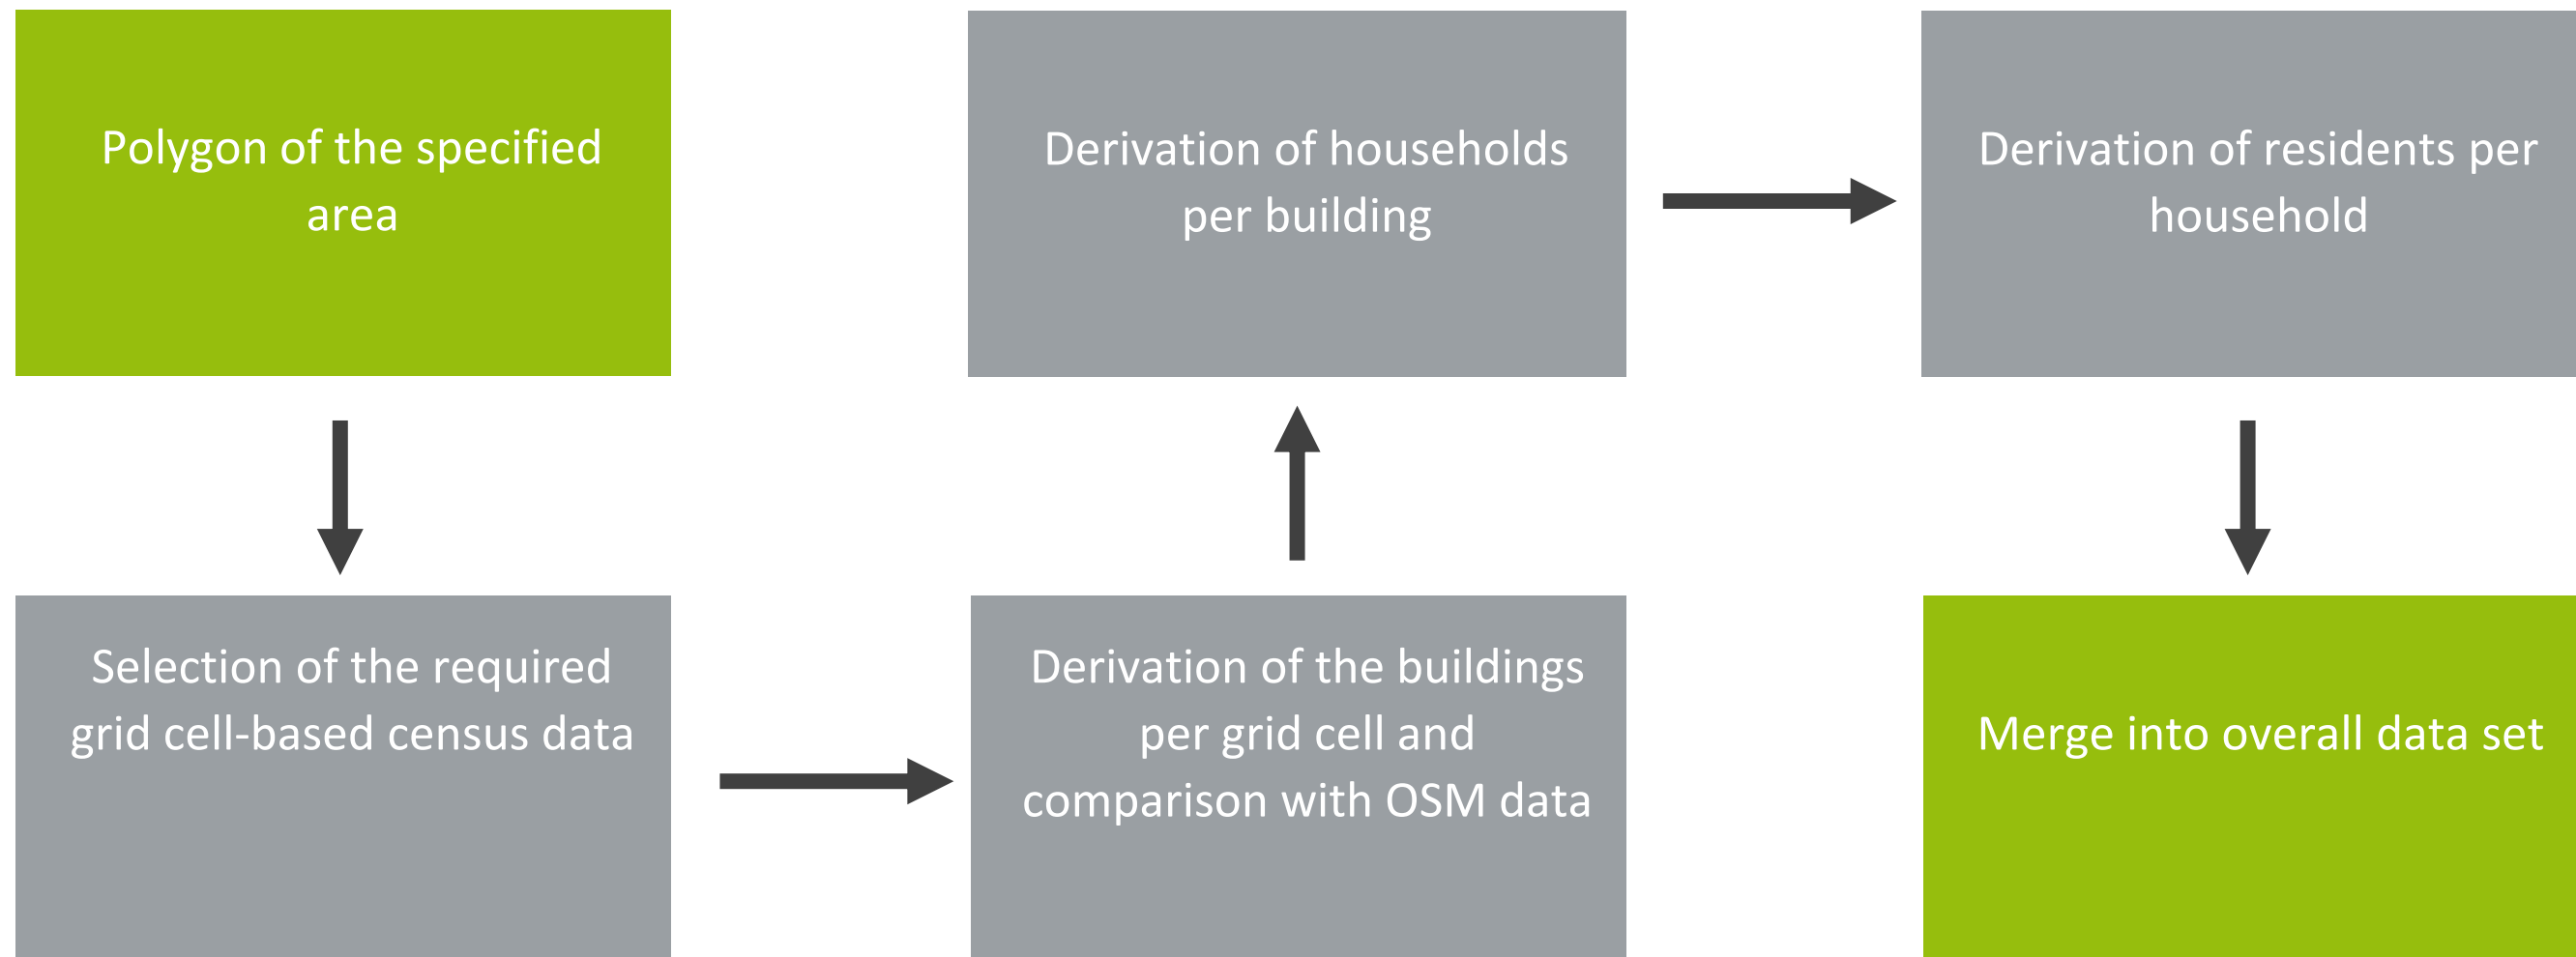 Polygon of the specified
area
Selection of the required
grid cell-based census data
Derivation of the buildings
per grid cell and
comparison with OSM data
Derivation of households
per building
Derivation of residents per
household
Merge into overall data set